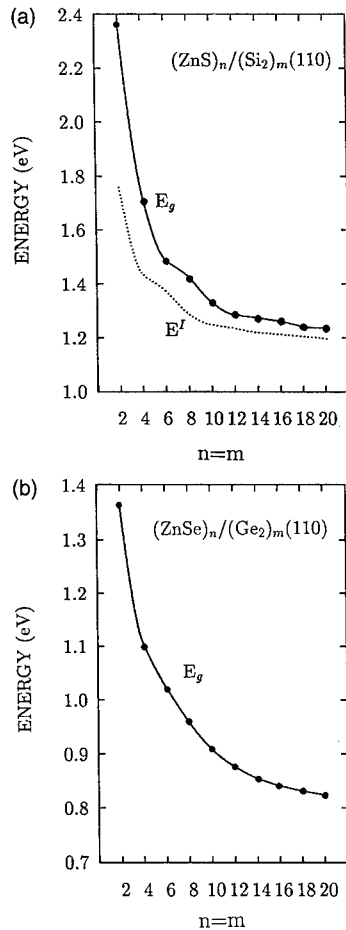 (a)
2.4
2.2
2.0
1.8
1.6
1.4
1.2
1.0
ENERGY (eV)
(ZnS)n/(Si2)m(110)
Eg
E^I
2 4 6 8 10 12 14 16 18 20
n=m
(b)
1.4
1.3
1.2
1.1
1.0
0.9
0.8
0.7
ENERGY (eV)
(ZnSe)n/(Ge2)m(110)
Eg
2 4 6 8 10 12 14 16 18 20
n=m